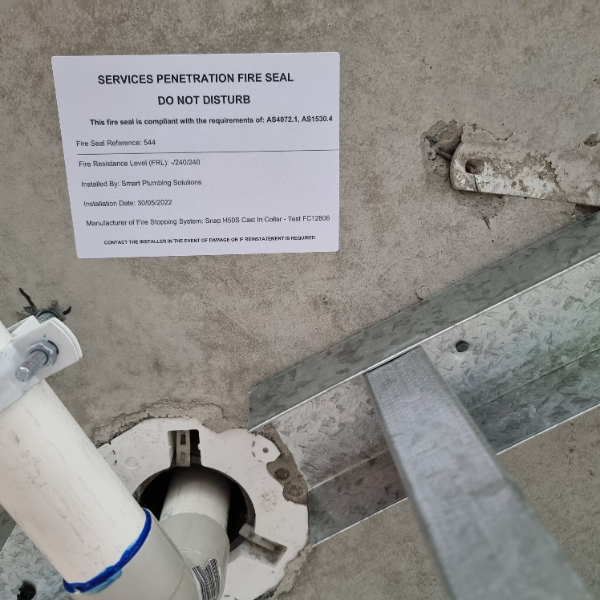 SERVICES PENETRATION FIRE SEAL
DO NOT DISTURB
This fire seal is compliant with the requirements of: AS4072.1, AS1530.4
Fire Seal Reference: 544
Fire Resistance Level (FRL): -/240/240
Installed By: Smart Plumbing Solutions
Installation Date: 30/05/2022
Manufacturer of Fire Stopping System: Snap H50S Cast In Collar - Test FC12806
CONTACT THE INSTALLER IN THE EVENT OF DAMAGE OR IF REINSTATEMENT IS REQUIRED